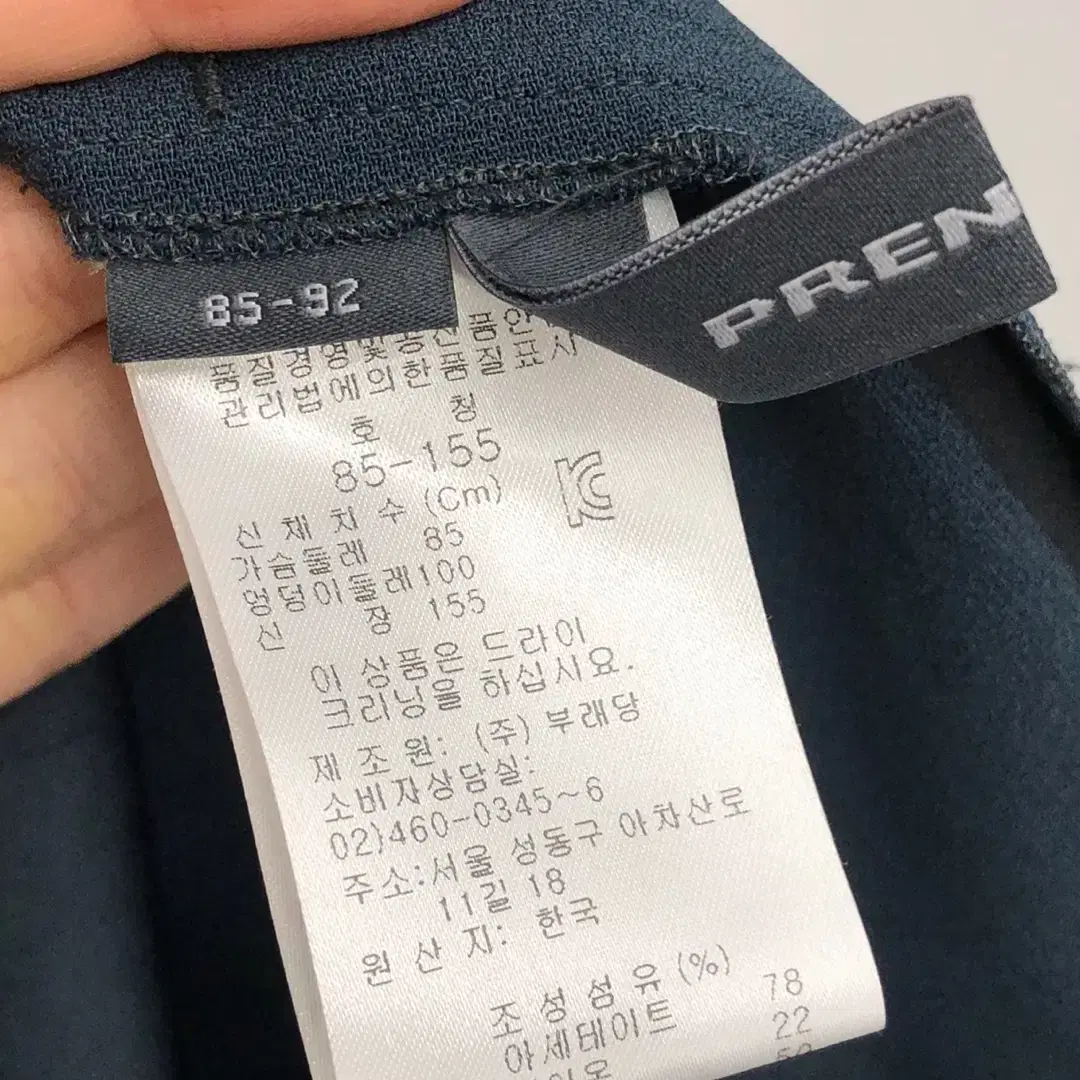 85-92
PREN
품질경영및공산품안
관리법에의한품질표시
호 칭
85-155
신 체 치 수 (Cm)
가슴둘레 85
엉덩이둘레100
신 장 155
이 상품은 드라이
크리닝을 하십시요.
제 조 원: (주) 부래당
소비자상담실:
02)460-0345~6
주소:서울 성동구 아차산로
11길 18
원 산 지: 한국
조 성 섬 유 (%)
아세테이트 78
22